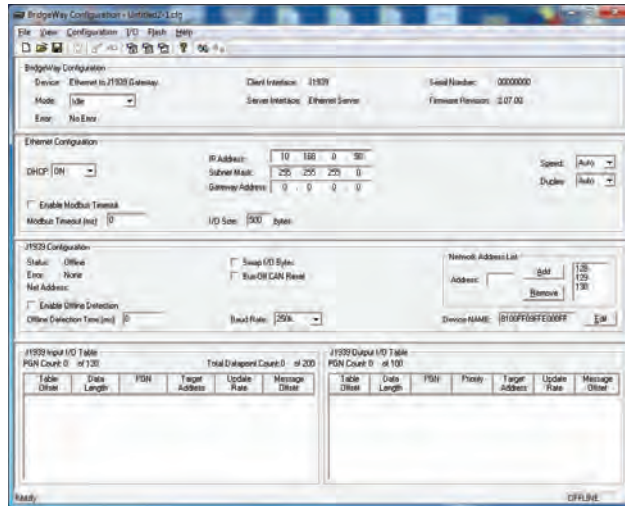 BridgeWay Configuration - Untitled2-1.cfg
File View Configuration I/O Flash Help
BridgeWay Configuration
Device: Ethernet to J1939 Gateway Client Interface: J1939 Serial Number: 00000000
Mode: Idle Server Interface: Ethernet Server Firmware Revision: 2.07.00
Error: No Error
Ethernet Configuration
DHCP: ON IP Address: 10 . 168 . 0 . 90 Speed: Auto
Subnet Mask: 255 . 255 . 255 . 0 Duplex: Auto
Gateway Address: 0 . 0 . 0 . 0
Enable Modbus Timeout
Modbus Timeout (ms) 0 I/O Size: 500 bytes
J1939 Configuration
Status: Offline Swap I/O Bytes Network Address List
Error: None Bus-Off CAN Reset Address: Add 128
129
Net Address: Remove 130
Enable Offline Detection
Offline Detection Time (ms) 0 Baud Rate: 250k Device NAME: Edit
J1939 Input I/O Table J1939 Output I/O Table
PGN Count: 0 of 100 Total Datapoint Count: 0 of 200 PGN Count: 0 of 100
Table Offset Data Length PGN Target Address Update Rate Message Offset Table Offset Data Length PGN Priority Target Address Update Rate Message Offset
Ready OFFLINE